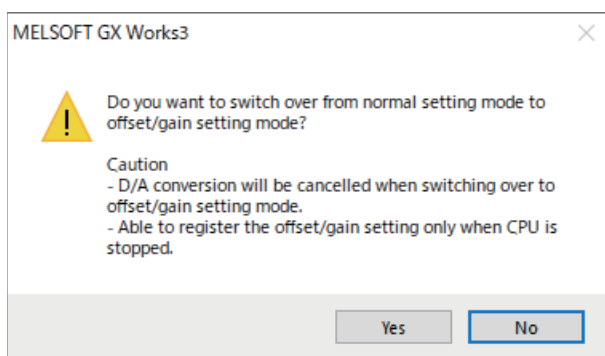 MELSOFT GX Works3
Do you want to switch over from normal setting mode to
offset/gain setting mode?
Caution
- D/A conversion will be cancelled when switching over to
offset/gain setting mode.
- Able to register the offset/gain setting only when CPU is
stopped.
Yes
No